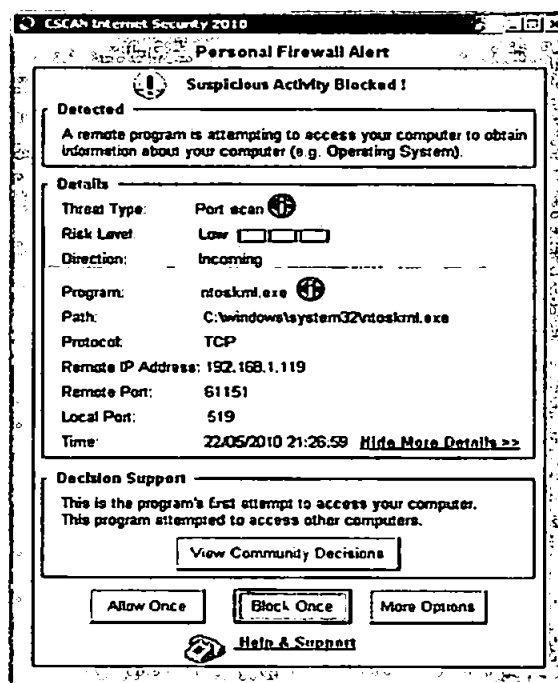 CSCAN Internet Security 2010
Personal Firewall Alert
Suspicious Activity Blocked !
Detected
A remote program is attempting to access your computer to obtain
information about your computer (e.g. Operating System).
Details
Threat Type: Port scan
Risk Level: Low
Direction: Incoming
Program: ntoskrnl.exe
Path: C:\windows\system32\ntoskrnl.exe
Protocol: TCP
Remote IP Address: 192.168.1.119
Remote Port: 61151
Local Port: 519
Time: 22/05/2010 21:26:59 Hide More Details >>
Decision Support
This is the program's first attempt to access your computer.
This program attempted to access other computers.
View Community Decisions
Allow Once Block Once More Options
Help & Support